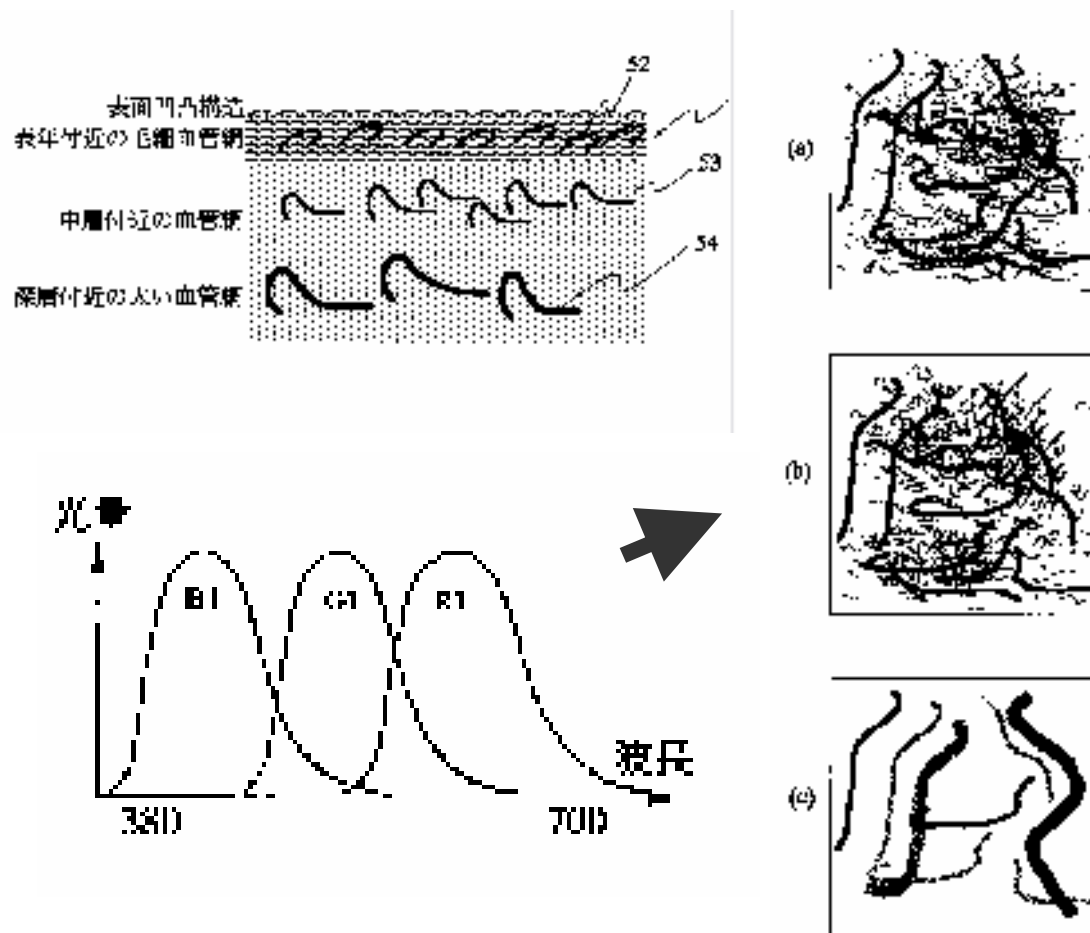 52
表面凹凸構造
表年付近の毛細血管網
53
中層付近の血管網
54
深層付近の太い血管網
(a)
(b)
(c)
光量
B1
G1
R1
波長
380
700